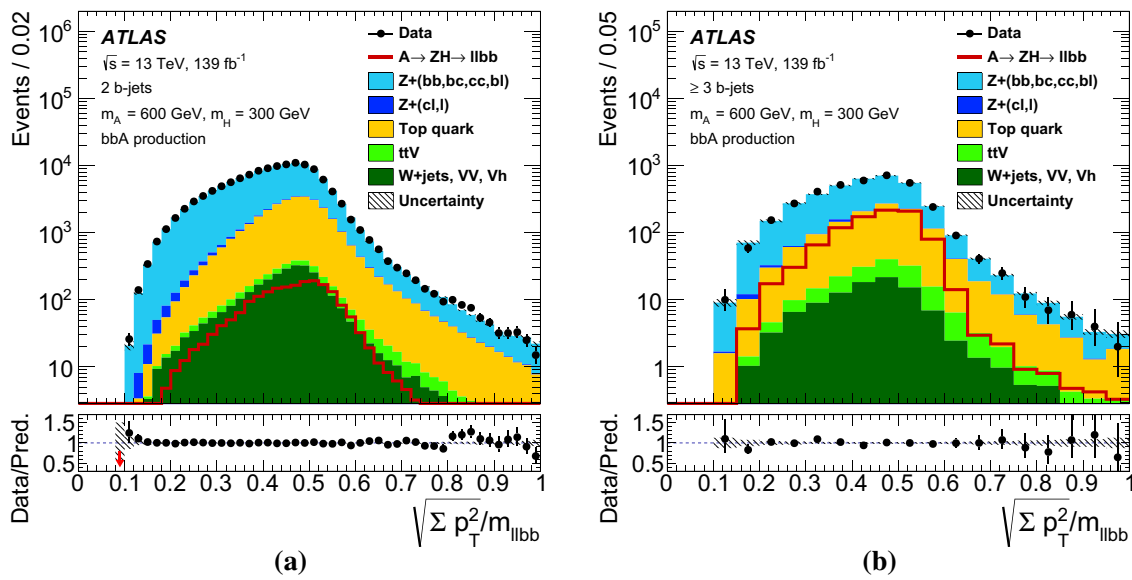 Events / 0.02
10⁶
10⁵
10⁴
10³
10²
10
ATLAS
√s = 13 TeV, 139 fb⁻¹
2 b-jets
m_A = 600 GeV, m_H = 300 GeV
bbA production
Data
A→ ZH→ llbb
Z+(bb,bc,cc,bl)
Z+(cl,l)
Top quark
ttV
W+jets, VV, Vh
Uncertainty
Data/Pred.
1.5
1
0.5
0 0.1 0.2 0.3 0.4 0.5 0.6 0.7 0.8 0.9 1
√Σ p_T²/m_llbb
(a)
Events / 0.05
10⁵
10⁴
10³
10²
10
ATLAS
√s = 13 TeV, 139 fb⁻¹
≥ 3 b-jets
m_A = 600 GeV, m_H = 300 GeV
bbA production
Data
A→ ZH→ llbb
Z+(bb,bc,cc,bl)
Z+(cl,l)
Top quark
ttV
W+jets, VV, Vh
Uncertainty
Data/Pred.
1.5
1
0.5
0 0.1 0.2 0.3 0.4 0.5 0.6 0.7 0.8 0.9 1
√Σ p_T²/m_llbb
(b)